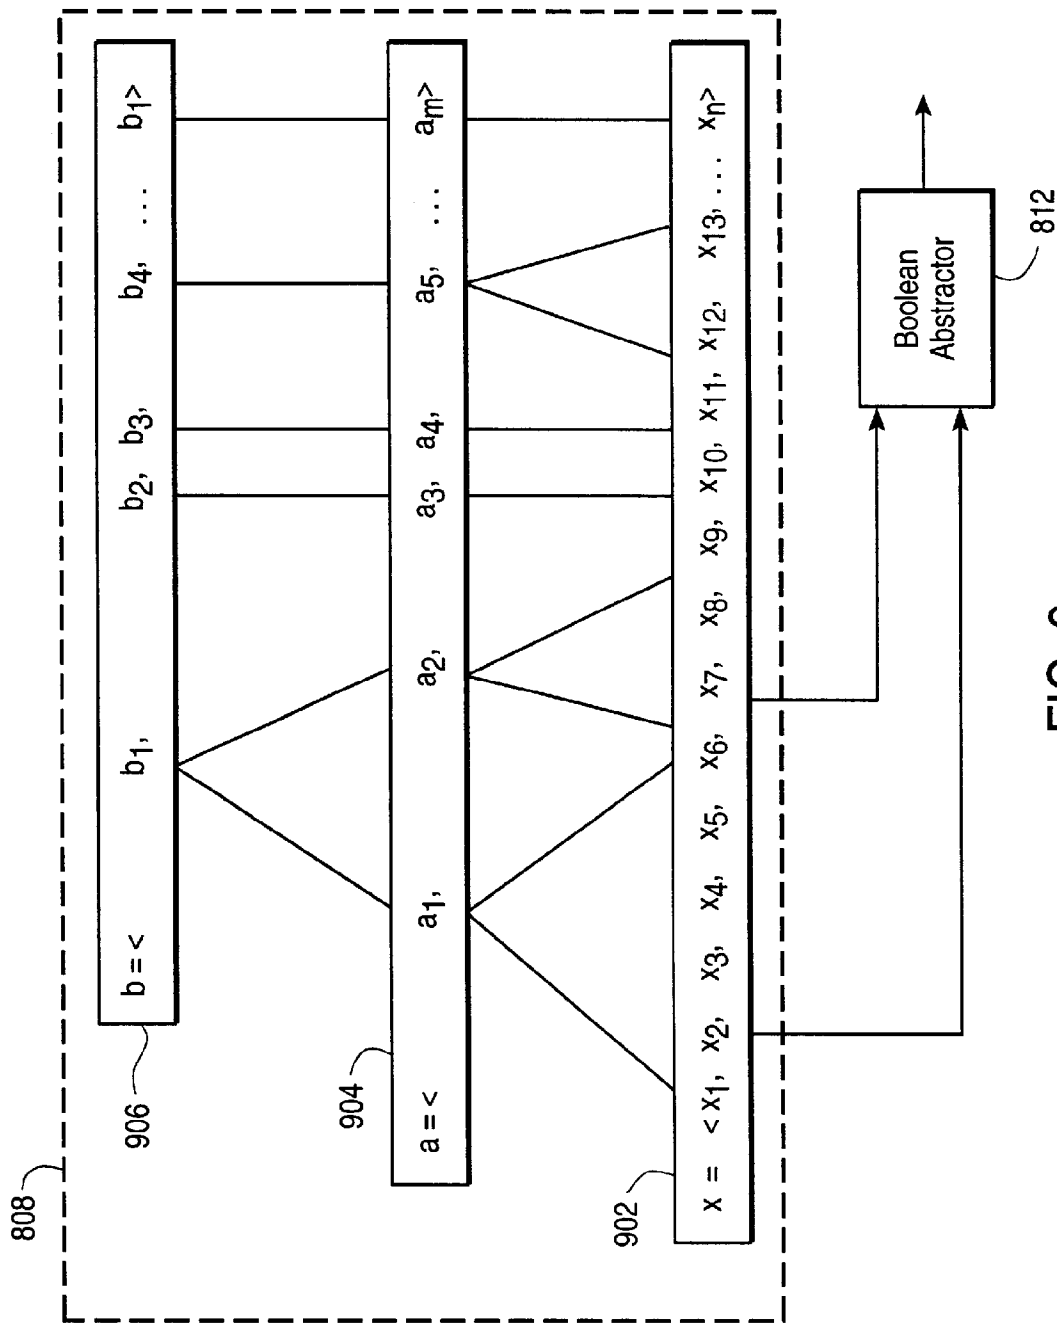 808
906
b = < b1, b2, b3, b4, ... b1>
904
a = < a1, a2, a3, a4, a5, ... am>
902
x = < x1, x2, x3, x4, x5, x6, x7, x8, x9, x10, x11, x12, x13, ... xn>
Boolean
Abstractor
812
FIG.